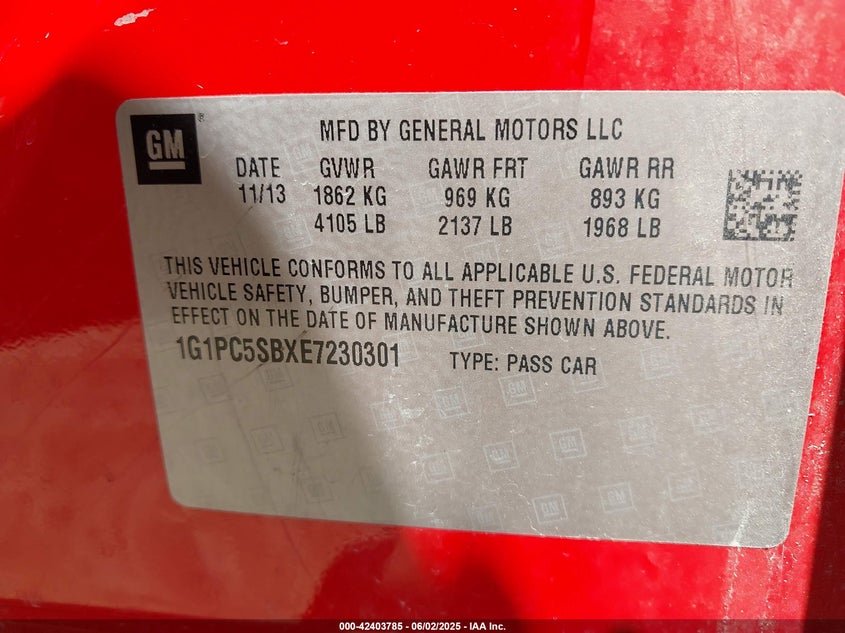 GM ®
MFD BY GENERAL MOTORS LLC
DATE GVWR GAWR FRT GAWR RR
11/13 1862 KG 969 KG 893 KG
4105 LB 2137 LB 1968 LB
THIS VEHICLE CONFORMS TO ALL APPLICABLE U.S. FEDERAL MOTOR
VEHICLE SAFETY, BUMPER, AND THEFT PREVENTION STANDARDS IN
EFFECT ON THE DATE OF MANUFACTURE SHOWN ABOVE.
1G1PC5SBXE7230301 TYPE: PASS CAR
000-42403785 - 06/02/2025 - IAA Inc.